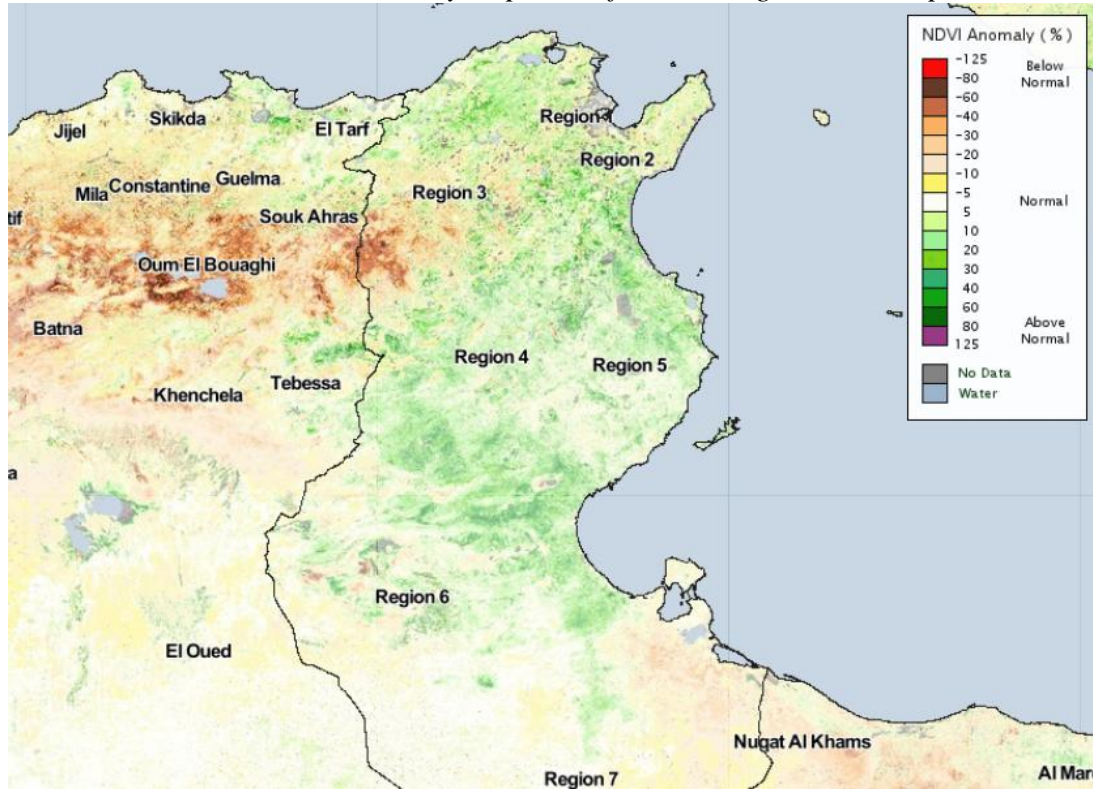 NDVI Anomaly ( % )
-125
Below
-80
Normal
-60
-40
-30
-20
-10
-5
Normal
5
10
20
30
60
40
80
Above
125
Normal
No Data
Water
Jijel
Skikda
El Tarf
Region
Region 2
Mila
Constantine
Guelma
Region 3
tif
Souk Ahras
Oum El Bouaghi
Batna
Region 4
Region 5
Khenchela
Tebessa
a
Region 6
El Oued
Nuqat Al Khams
Region 7
Al Mar